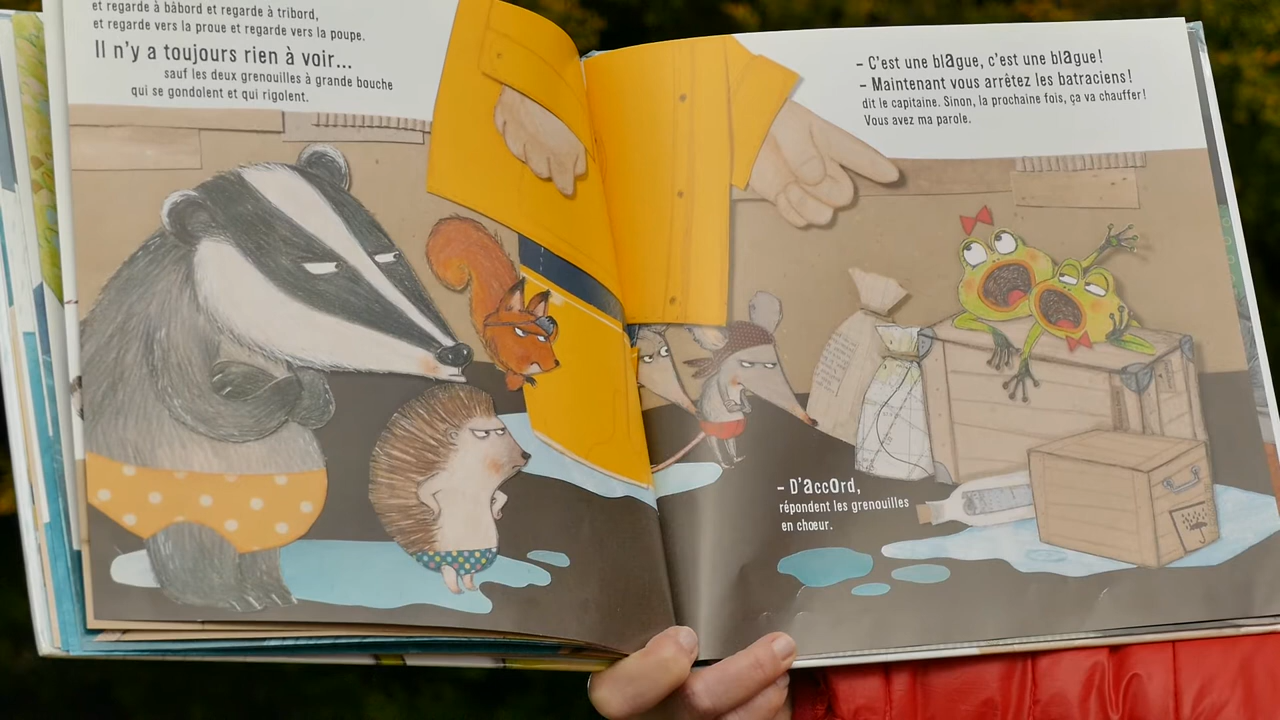 et regarde à bâbord et regarde à tribord,
et regarde vers la proue et regarde vers la poupe.
Il n'y a toujours rien à voir...
sauf les deux grenouilles à grande bouche
qui se gondolent et qui rigolent.
– C'est une blague, c'est une blague !
– Maintenant vous arrêtez les batraciens !
dit le capitaine. Sinon, la prochaine fois, ça va chauffer !
Vous avez ma parole.
– D'accord,
répondent les grenouilles
en chœur.